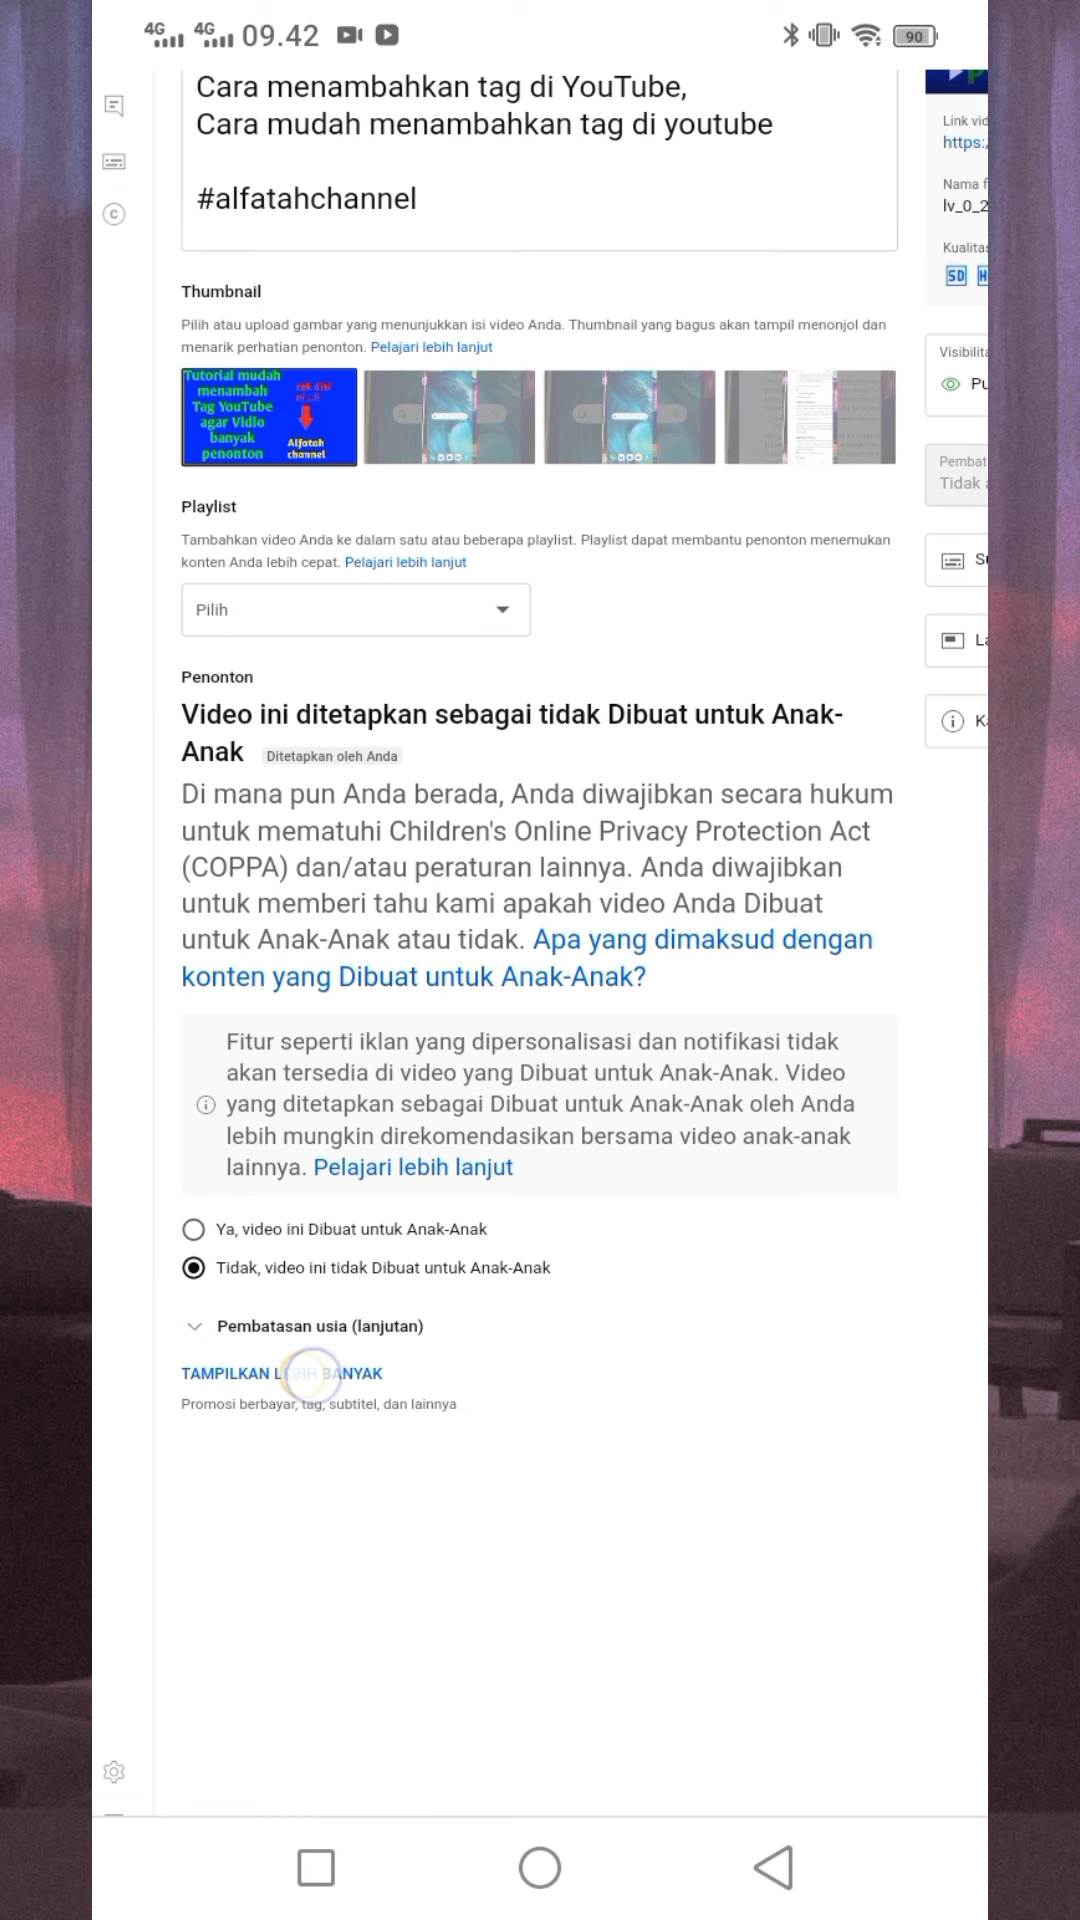 4G 4G 09.42 90
Cara menambahkan tag di YouTube,
Cara mudah menambahkan tag di youtube
#alfatahchannel
Link vid
https:/
Nama f
lv_0_2
Kualitas
SD H
Thumbnail
Pilih atau upload gambar yang menunjukkan isi video Anda. Thumbnail yang bagus akan tampil menonjol dan
menarik perhatian penonton. Pelajari lebih lanjut
Tutorial mudah
menambah
Tag YouTube
agar Vidio
banyak
penonton
cek disi
ni...!!
Alfatah
channel
Visibilita
Pu
Pembat
Tidak a
Playlist
Tambahkan video Anda ke dalam satu atau beberapa playlist. Playlist dapat membantu penonton menemukan
konten Anda lebih cepat. Pelajari lebih lanjut
Su
Pilih
La
Penonton
Video ini ditetapkan sebagai tidak Dibuat untuk Anak-
Anak Ditetapkan oleh Anda
Ka
Di mana pun Anda berada, Anda diwajibkan secara hukum
untuk mematuhi Children's Online Privacy Protection Act
(COPPA) dan/atau peraturan lainnya. Anda diwajibkan
untuk memberi tahu kami apakah video Anda Dibuat
untuk Anak-Anak atau tidak. Apa yang dimaksud dengan
konten yang Dibuat untuk Anak-Anak?
Fitur seperti iklan yang dipersonalisasi dan notifikasi tidak
akan tersedia di video yang Dibuat untuk Anak-Anak. Video
yang ditetapkan sebagai Dibuat untuk Anak-Anak oleh Anda
lebih mungkin direkomendasikan bersama video anak-anak
lainnya. Pelajari lebih lanjut
Ya, video ini Dibuat untuk Anak-Anak
Tidak, video ini tidak Dibuat untuk Anak-Anak
Pembatasan usia (lanjutan)
TAMPILKAN LEBIH BANYAK
Promosi berbayar, tag, subtitel, dan lainnya